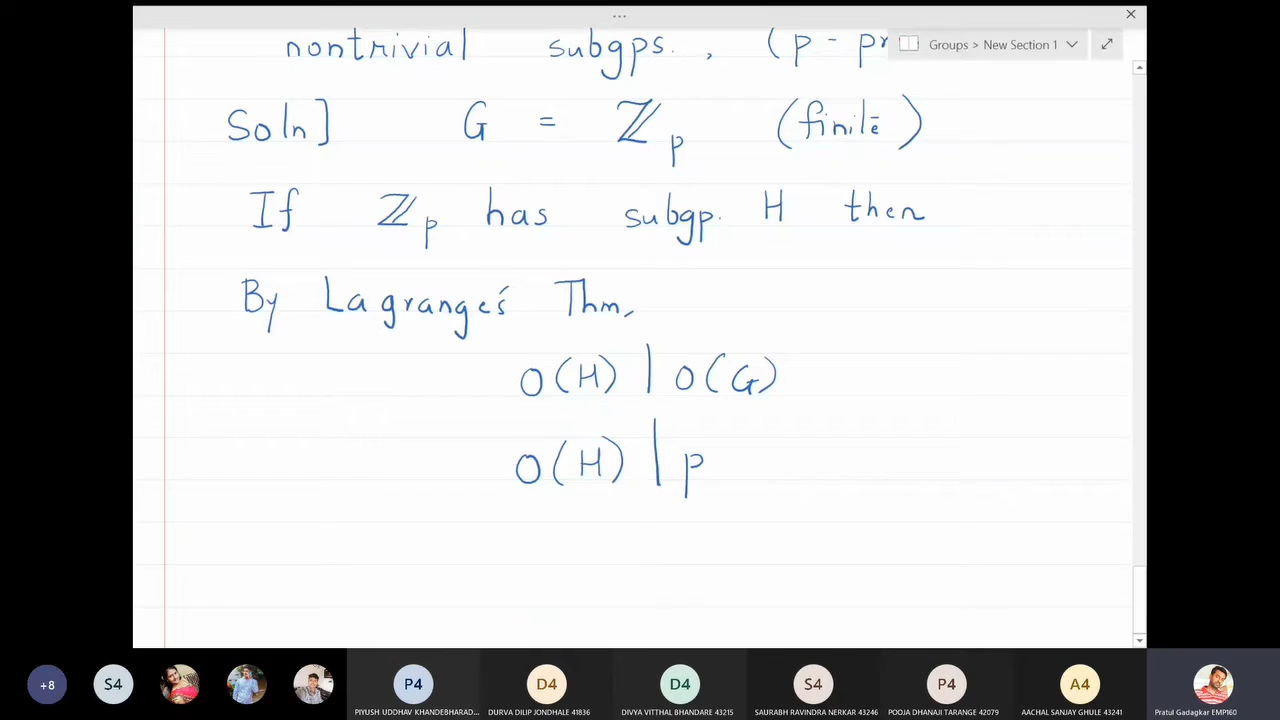 ...
nontrivial subgps. , (p - pr
Groups > New Section 1
Soln] G = ℤp (finite)
If ℤp has subgp. H then
By Lagrange's Thm,
O(H) | O(G)
O(H) | p
+8 S4 P4 D4 D4 S4 P4 A4
PIYUSH UDDHAV KHANDEBHARAD... DURVA DILIP JONDHALE 41836 DIVYA VITTHAL BHANDARE 43215 SAURABH RAVINDRA NERKAR 43246 POOJA DHANAJI TARANGE 42079 AACHAL SANJAY GHULE 43241 Pratul Gadagkar EMP160